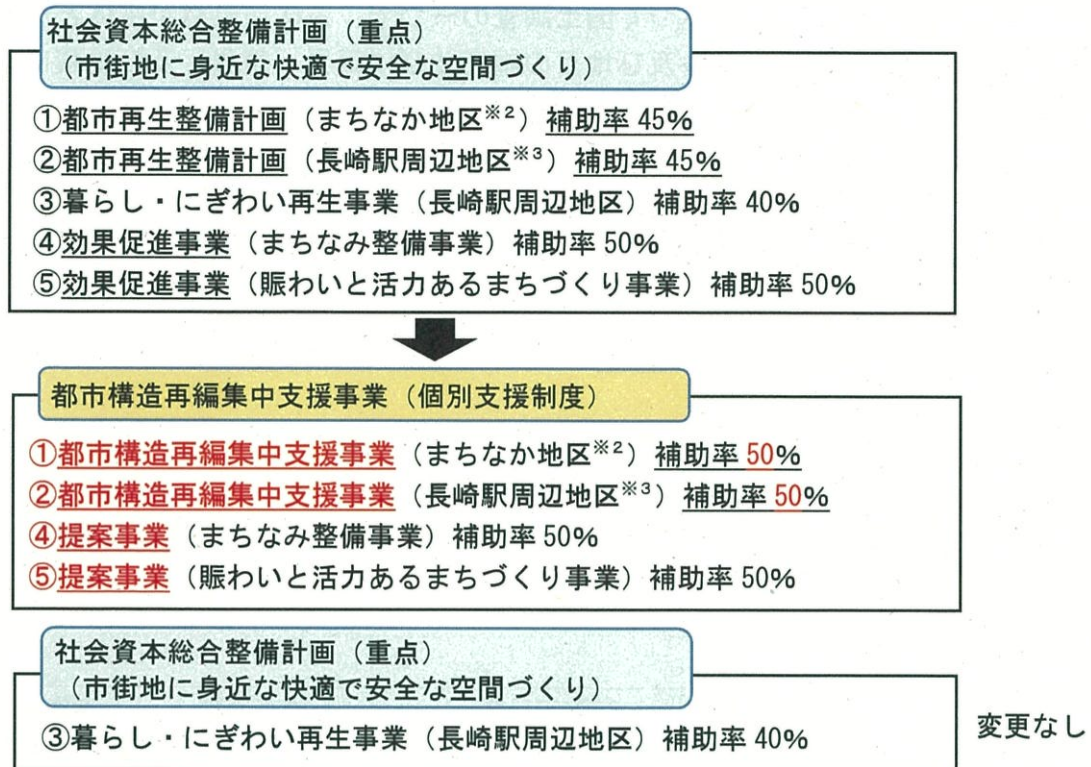 社会資本総合整備計画（重点）
（市街地に身近な快適で安全な空間づくり）
①都市再生整備計画（まちなか地区※2）補助率 45%
②都市再生整備計画（長崎駅周辺地区※3）補助率 45%
③暮らし・にぎわい再生事業（長崎駅周辺地区）補助率 40%
④効果促進事業（まちなみ整備事業）補助率 50%
⑤効果促進事業（賑わいと活力あるまちづくり事業）補助率 50%
都市構造再編集中支援事業（個別支援制度）
①都市構造再編集中支援事業（まちなか地区※2）補助率 50%
②都市構造再編集中支援事業（長崎駅周辺地区※3）補助率 50%
④提案事業（まちなみ整備事業）補助率 50%
⑤提案事業（賑わいと活力あるまちづくり事業）補助率 50%
社会資本総合整備計画（重点）
（市街地に身近な快適で安全な空間づくり）
③暮らし・にぎわい再生事業（長崎駅周辺地区）補助率 40%
変更なし